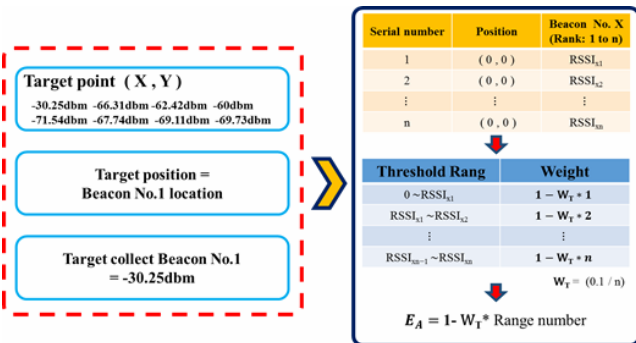 Target point ( X , Y )
-30.25dbm -66.31dbm -62.42dbm -60dbm
-71.54dbm -67.74dbm -69.11dbm -69.73dbm
Target position =
Beacon No.1 location
Target collect Beacon No.1
= -30.25dbm
Serial number Position Beacon No. X
(Rank: 1 to n)
1 ( 0 , 0 ) RSSIs1
2 ( 0 , 0 ) RSSIs2
⋮ ⋮ ⋮
n ( 0 , 0 ) RSSIsn
Threshold Rang Weight
0 ~RSSIs1 1 − WT * 1
RSSIs1 ~RSSIs2 1 − WT * 2
⋮ ⋮
RSSIsn−1 ~RSSIsn 1 − WT * n
WT = (0.1 / n)
EA = 1- WT* Range number